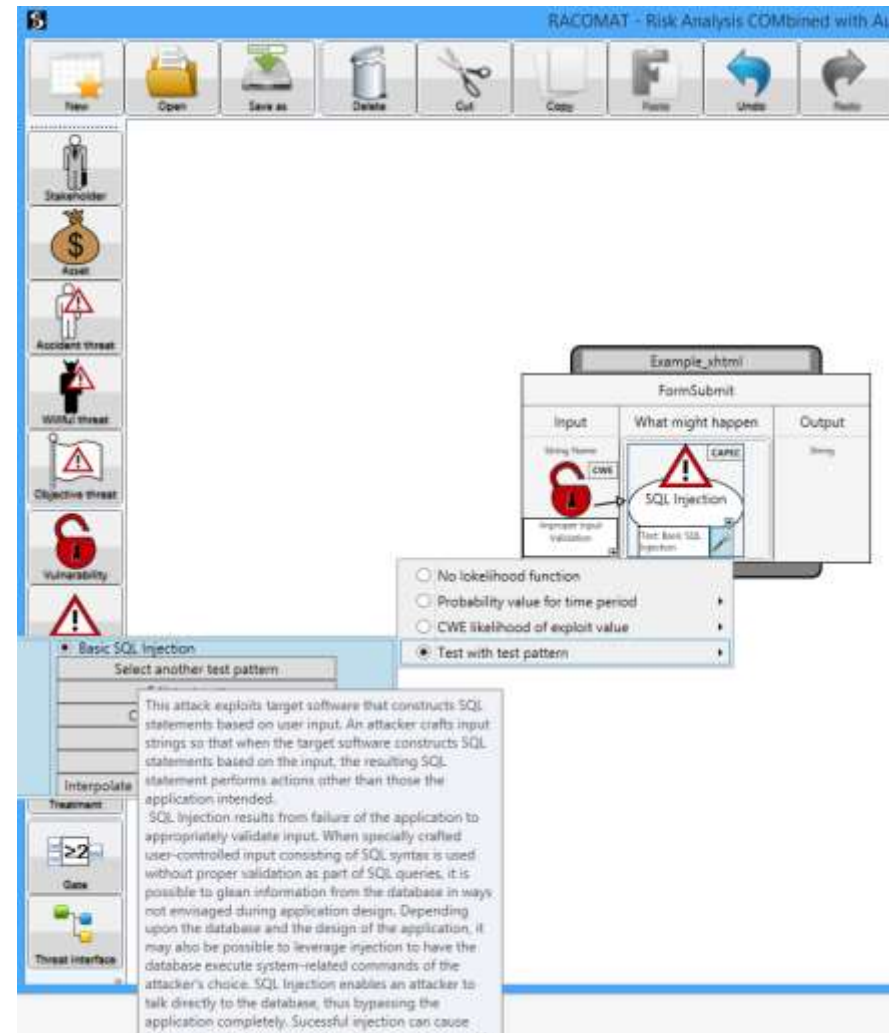 RACOMAT - Risk Analysis COMbined with Au
New
Open
Save as
Delete
Cut
Copy
Paste
Undo
Redo
Stakeholder
Asset
Accident threat
Willful threat
Objective threat
Vulnerability
Example_xhtml
FormSubmit
Input
What might happen
Output
String Name
CWE
CAPEC
String
SQL Injection
Improper Input
Validation
Test: Basic SQL
Injection
No lokelihood function
Probability value for time period
CWE likelihood of exploit value
Test with test pattern
Basic SQL Injection
Select another test pattern
C
Interpolate
This attack exploits target software that constructs SQL
statements based on user input. An attacker crafts input
strings so that when the target software constructs SQL
statements based on the input, the resulting SQL
statement performs actions other than those the
application intended.
SQL Injection results from failure of the application to
appropriately validate input. When specially crafted
user-controlled input consisting of SQL syntax is used
without proper validation as part of SQL queries, it is
possible to glean information from the database in ways
not envisaged during application design. Depending
upon the database and the design of the application, it
may also be possible to leverage injection to have the
database execute system-related commands of the
attacker's choice. SQL Injection enables an attacker to
talk directly to the database, thus bypassing the
application completely. Sucessful injection can cause
Treatment
≥2
Gate
Threat interface